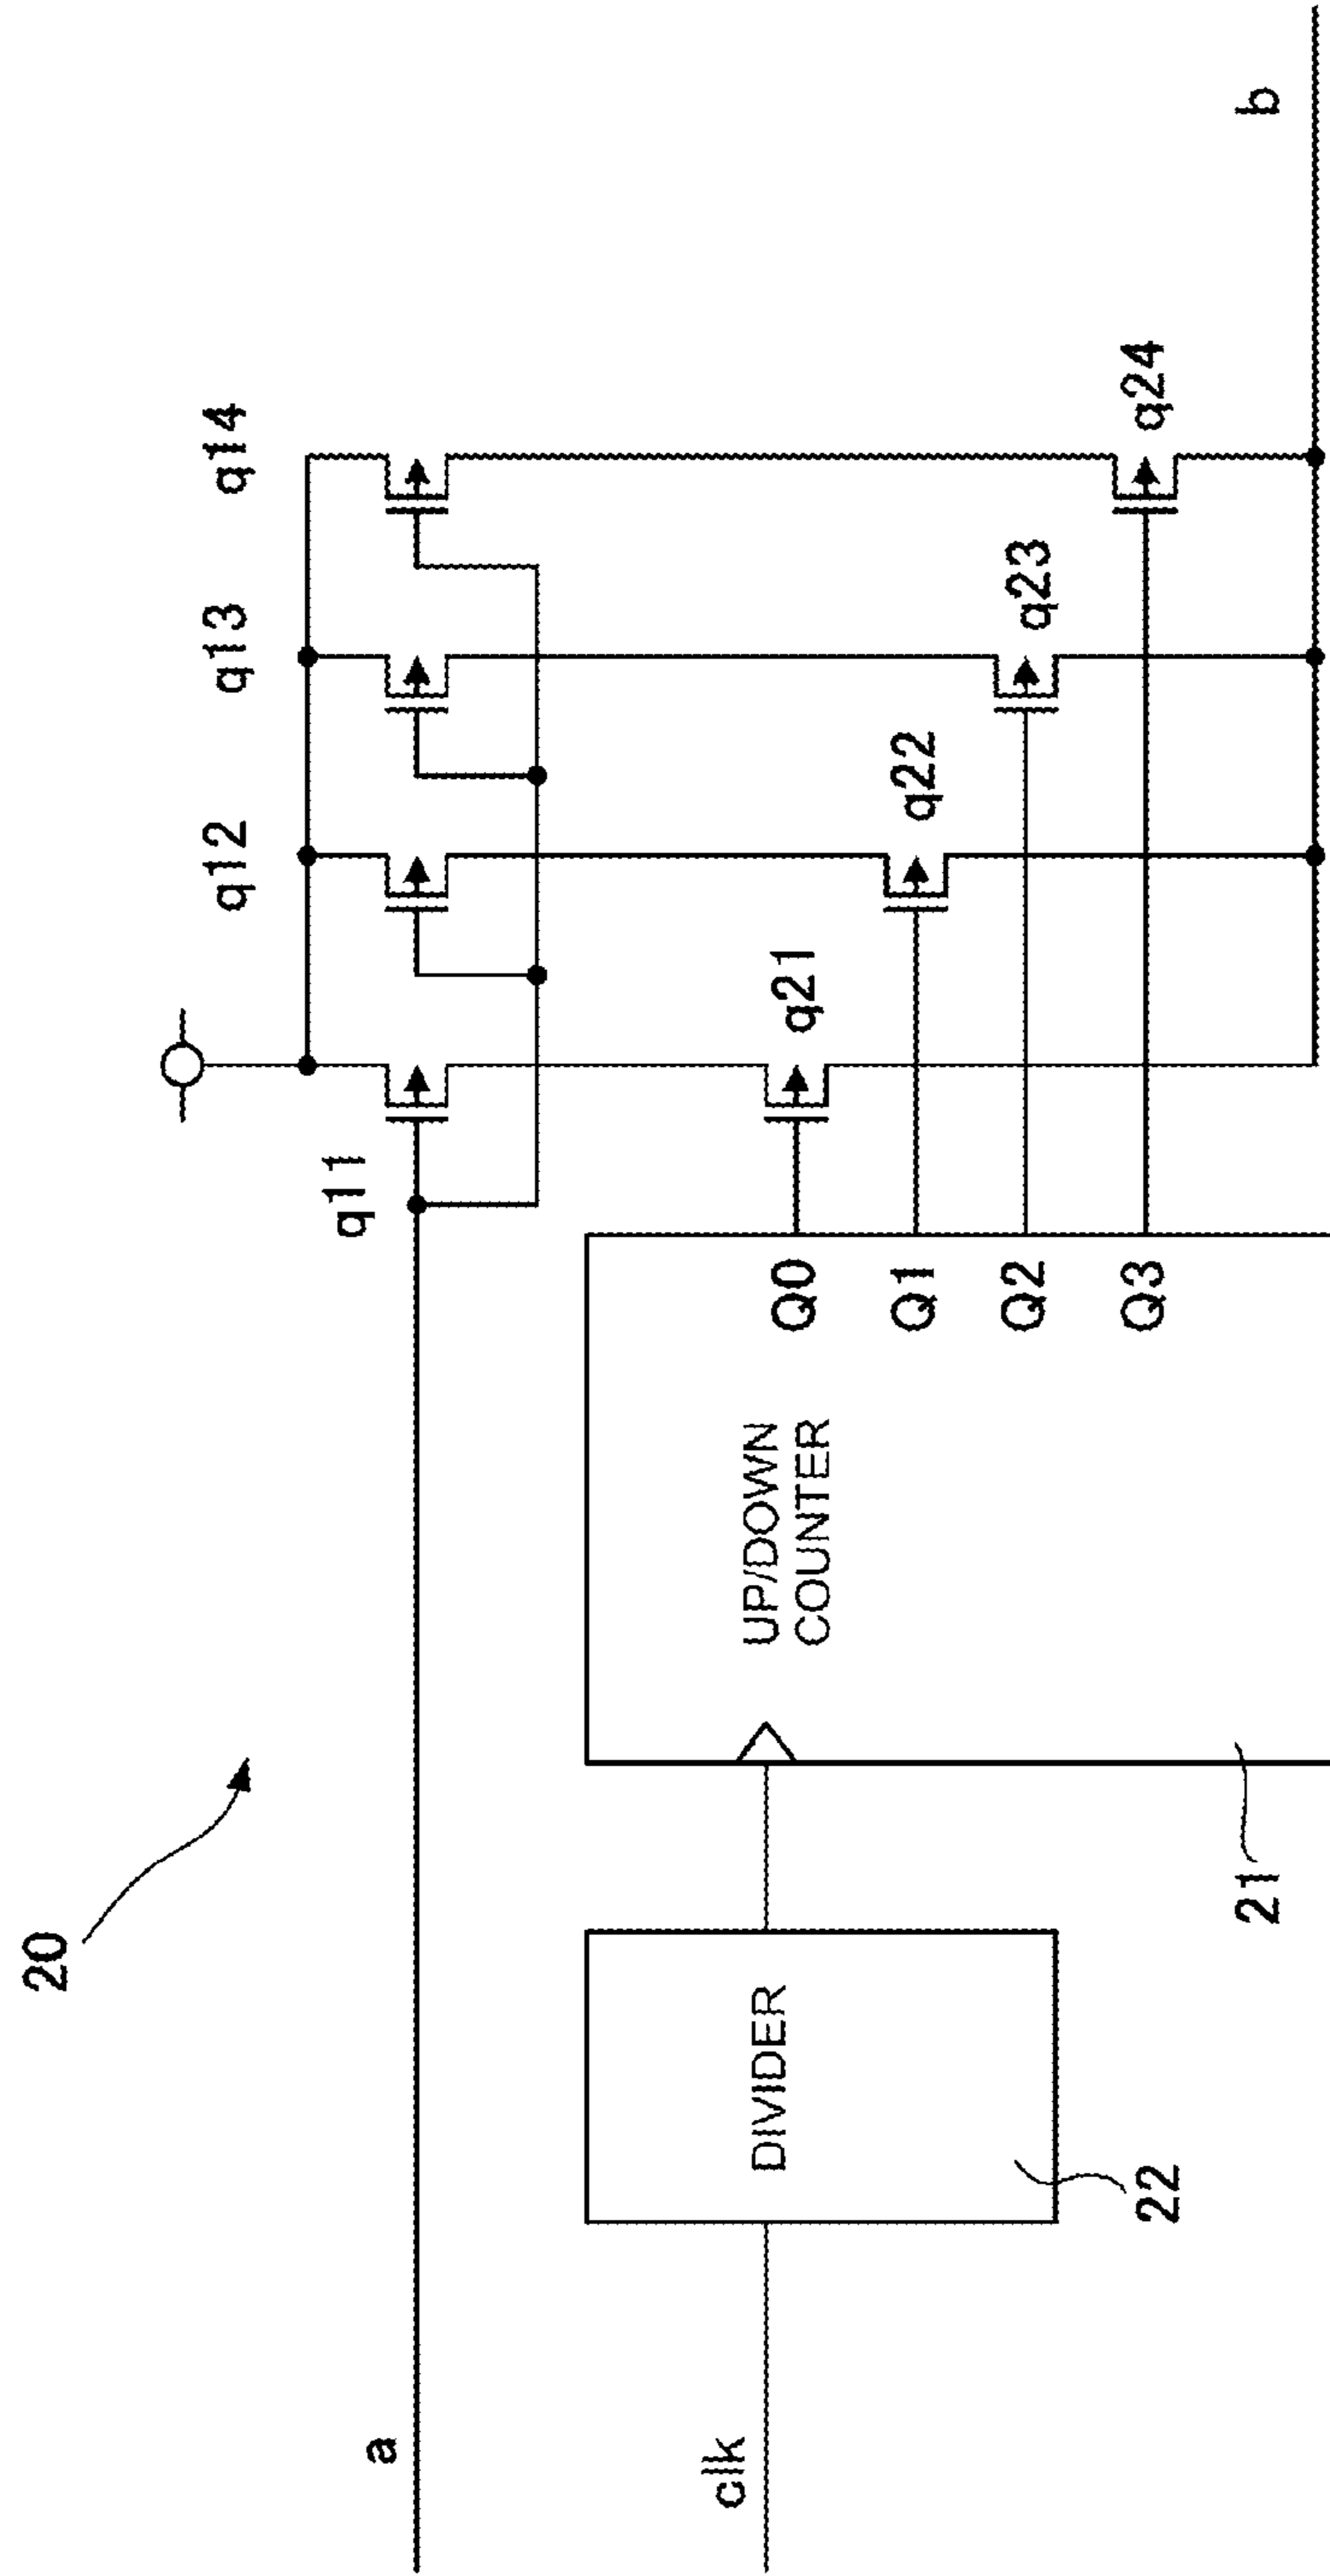 20
q11
q12
q13
q14
a
clk
DIVIDER
22
UP/DOWN
COUNTER
21
Q0
Q1
Q2
Q3
q21
q22
q23
q24
b